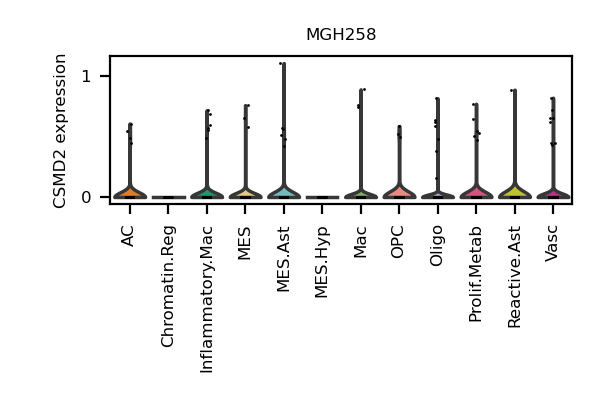 MGH258
CSMD2 expression
1
0
AC
Chromatin.Reg
Inflammatory.Mac
MES
MES.Ast
MES.Hyp
Mac
OPC
Oligo
Prolif.Metab
Reactive.Ast
Vasc